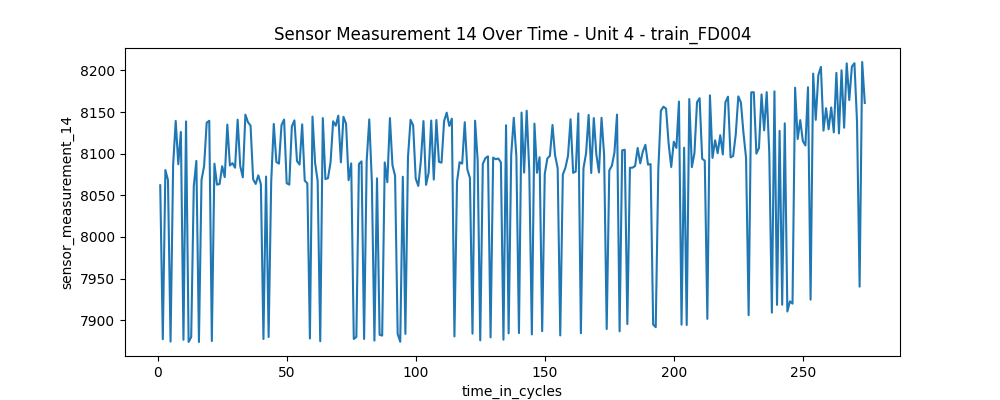 Sensor Measurement 14 Over Time - Unit 4 - train_FD004
sensor_measurement_14
8200
8150
8100
8050
8000
7950
7900
0 50 100 150 200 250
time_in_cycles